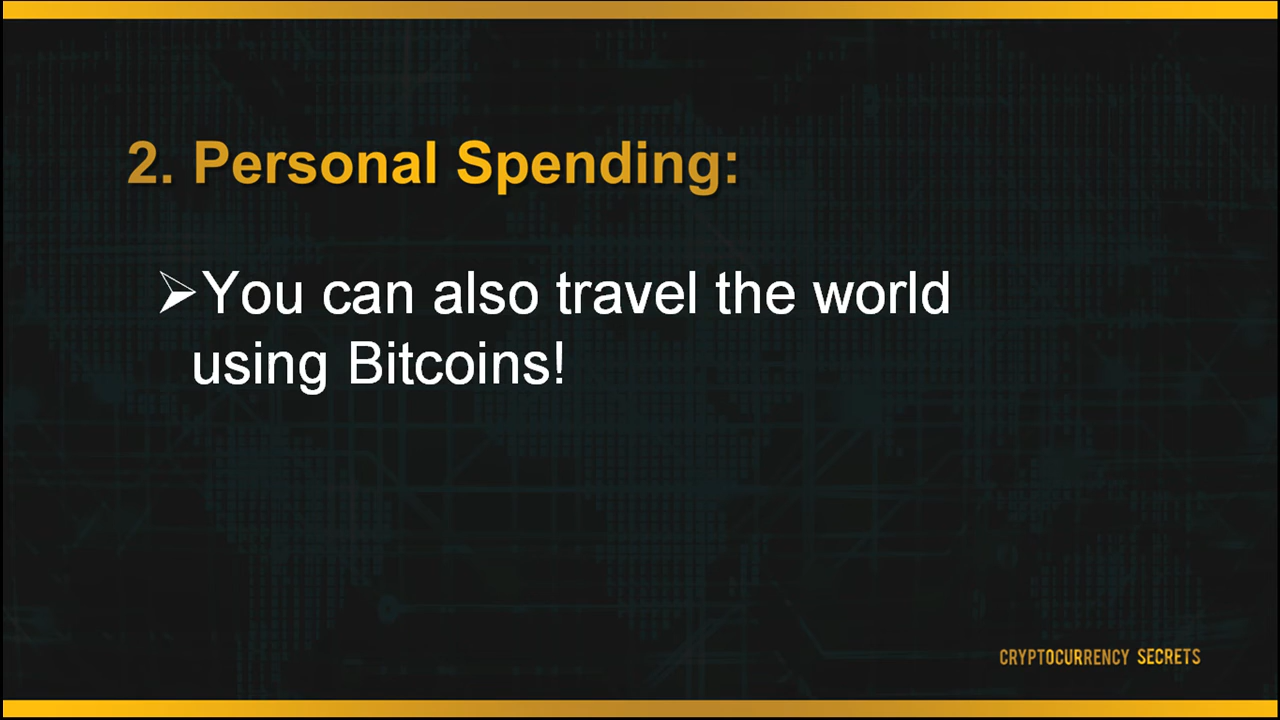 2. Personal Spending:
➢You can also travel the world
using Bitcoins!
CRYPTOCURRENCY SECRETS